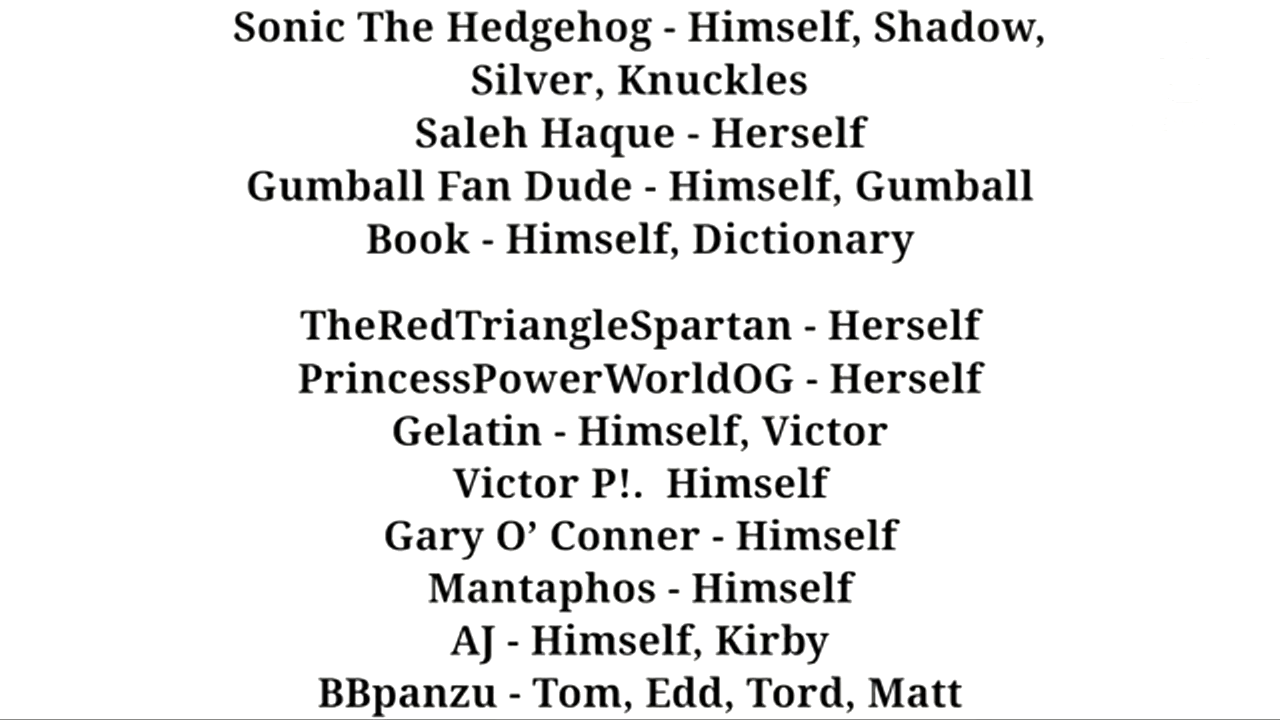 Sonic The Hedgehog - Himself, Shadow,
Silver, Knuckles
Saleh Haque - Herself
Gumball Fan Dude - Himself, Gumball
Book - Himself, Dictionary
TheRedTriangleSpartan - Herself
PrincessPowerWorldOG - Herself
Gelatin - Himself, Victor
Victor P!.  Himself
Gary O’ Conner - Himself
Mantaphos - Himself
AJ - Himself, Kirby
BBpanzu - Tom, Edd, Tord, Matt